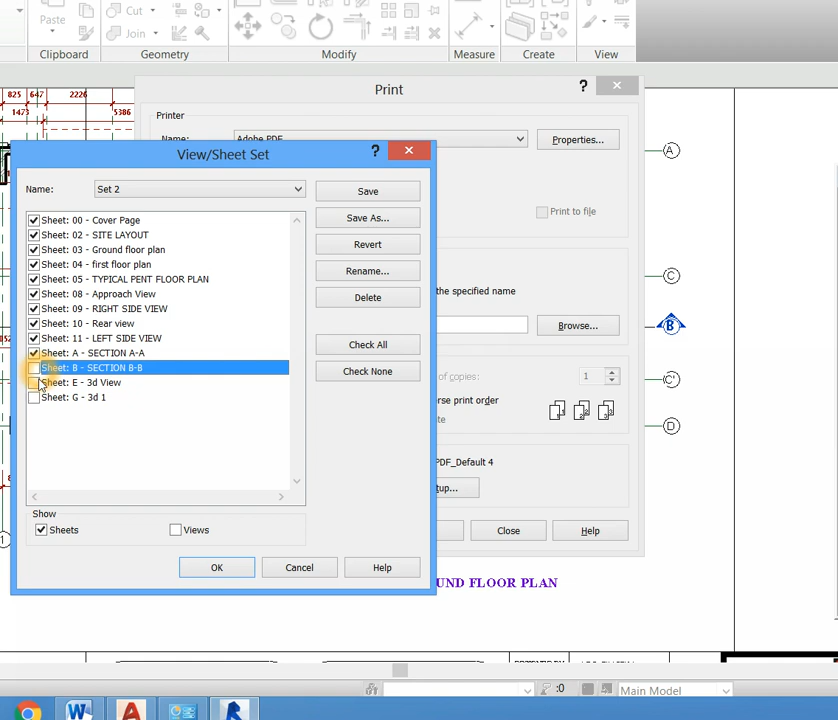 Cut
Join
Paste
Clipboard
Geometry
Modify
Measure
Create
View
825
647
2226
1473
5386
Print
?
Printer
Name:
Adobe PDF
Properties...
Print to file
A
View/Sheet Set
?
Name:
Set 2
Save
Sheet: 00 - Cover Page
Sheet: 02 - SITE LAYOUT
Sheet: 03 - Ground floor plan
Sheet: 04 - first floor plan
Sheet: 05 - TYPICAL PENT FLOOR PLAN
Sheet: 08 - Approach View
Sheet: 09 - RIGHT SIDE VIEW
Sheet: 10 - Rear view
Sheet: 11 - LEFT SIDE VIEW
Sheet: A - SECTION A-A
Sheet: B - SECTION B-B
Sheet: E - 3d View
Sheet: G - 3d 1
Save As...
Revert
Rename...
Delete
Check All
Check None
the specified name
Browse...
of copies:
1
rse print order
te
C
B
C'
D
PDF_Default 4
tup...
Show
Sheets
Views
Close
Help
OK
Cancel
Help
UND FLOOR PLAN
:0
Main Model